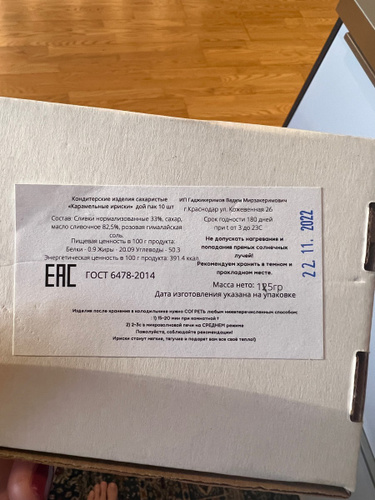 Кондитерские изделия сахаристые
«Карамельные ириски» дой пак 10 шт
Состав: Сливки нормализованные 33%, сахар,
масло сливочное 82,5%, розовая гималайская
соль.
Пищевая ценность в 100 г продукта:
Белки - 0.9 Жиры - 20.09 Углеводы – 50.3
Энергетическая ценность в 100 г продукта: 391.4 ккал
ЕАС ГОСТ 6478-2014
ИП Гаджикеримов Вадем Мирзакеримович
г.Краснодар ул. Кожевенная 26
Срок годности 180 дней
при t от 3 до 23С
Не допускать нагревание и
попадания прямых солнечных
лучей!
Рекомендуем хранить в темном и
прохладном месте.
Масса нето: гр
Дата изготовления указана на упаковке
22 11. 2022
Изделие после хранения в холодильнике нужно СОГРЕТЬ любым нижеперечисленным способом:
1) 15-20 мин при комнатной t
2) 2-3с в микроволновой печи на СРЕДНЕМ режиме
Пожалуйста, соблюдайте рекомендации!
Ириски станут мягче, тягучие и подарят вам все своё тепло!)